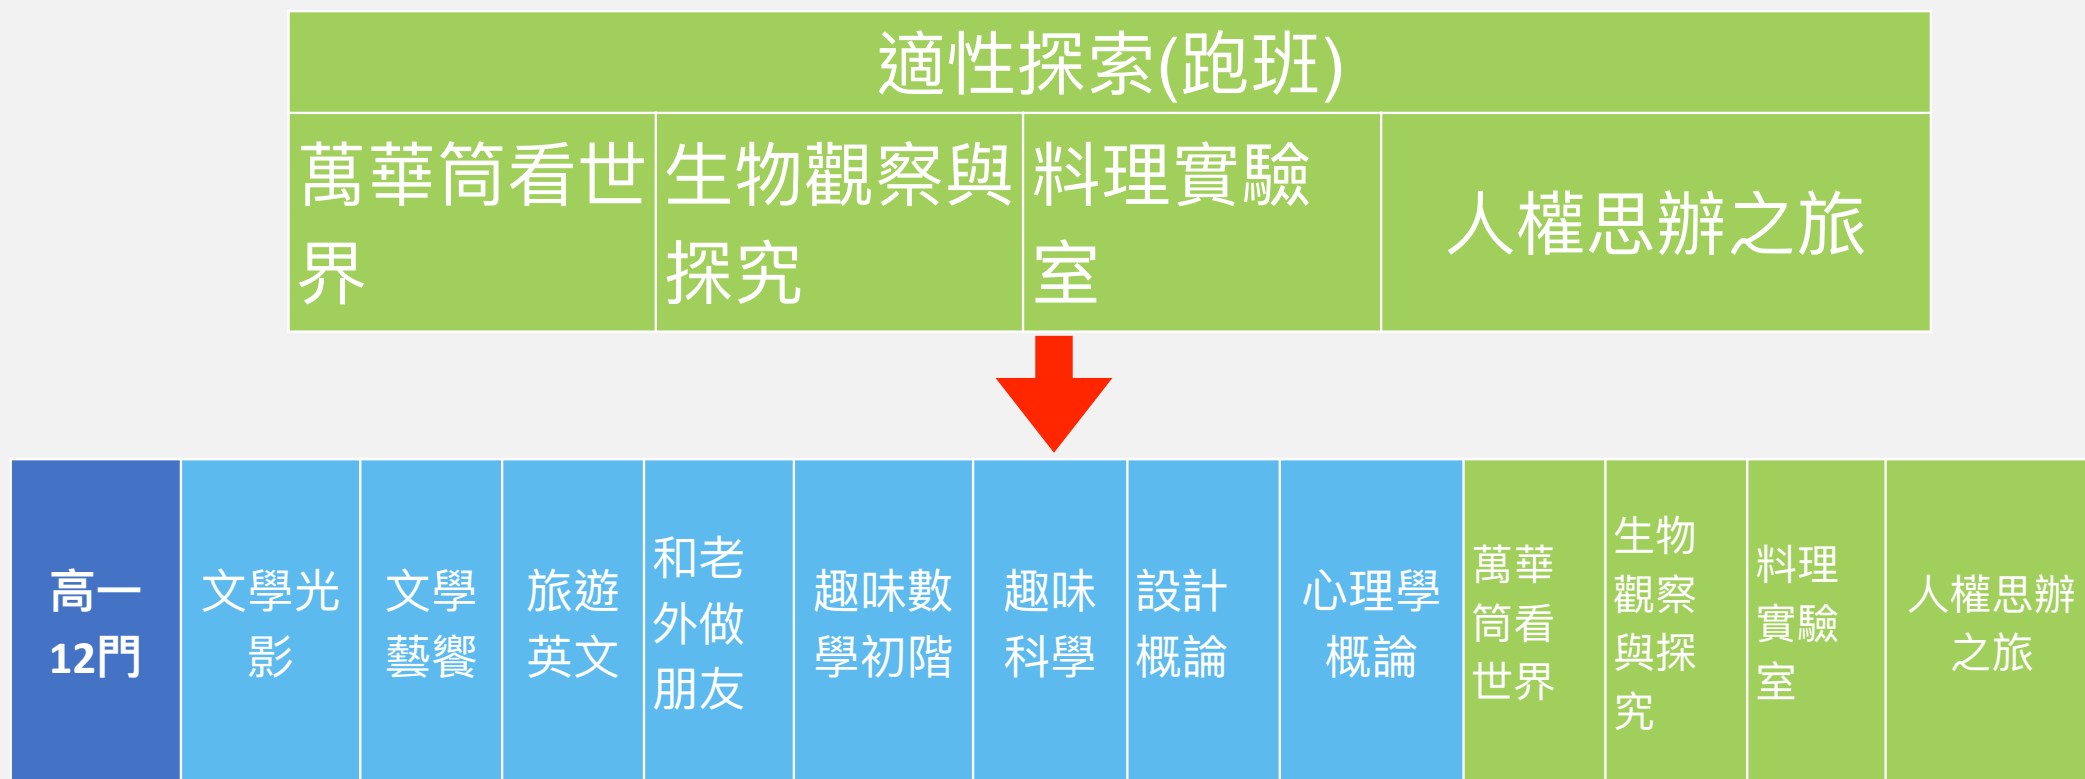 適性探索(跑班)
萬華筒看世
界
生物觀察與
探究
料理實驗
室
人權思辦之旅
高一
12門
文學光
影
文學
藝饗
旅遊
英文
和老
外做
朋友
趣味數
學初階
趣味
科學
設計
概論
心理學
概論
萬華
筒看
世界
生物
觀察
與探
究
料理
實驗
室
人權思辦
之旅